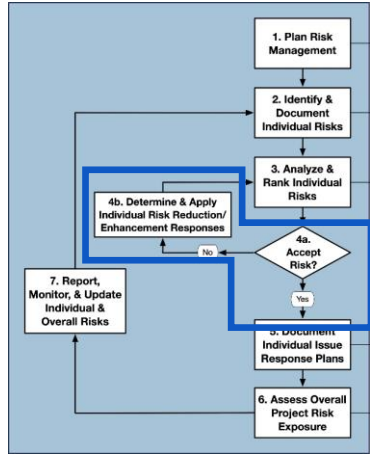 1. Plan Risk
Management
2. Identify &
Document
Individual Risks
3. Analyze &
Rank Individual
Risks
4b. Determine & Apply
Individual Risk Reduction/
Enhancement Responses
4a.
Accept
Risk?
No
Yes
7. Report,
Monitor, & Update
Individual &
Overall Risks
5. Document
Individual Issue
Response Plans
6. Assess Overall
Project Risk
Exposure